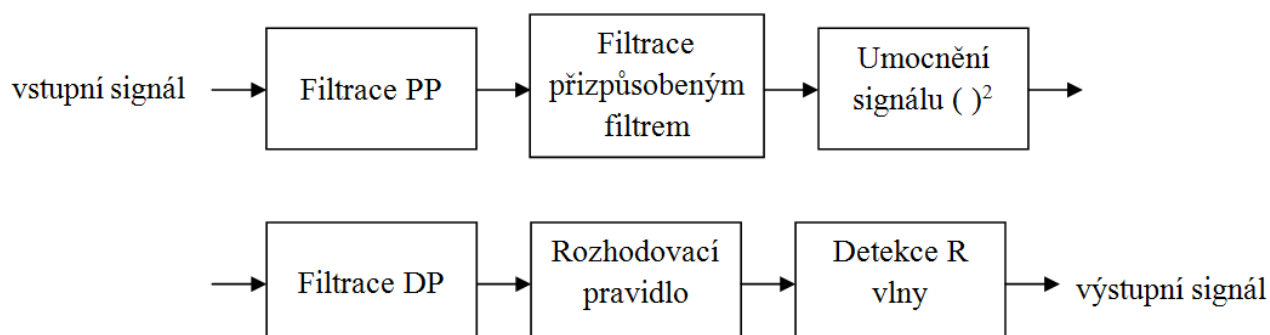 vstupní signál
Filtrace PP
Filtrace
přizpůsobeným
filtrem
Umocnění
signálu ( )²
Filtrace DP
Rozhodovací
pravidlo
Detekce R
vlny
výstupní signál